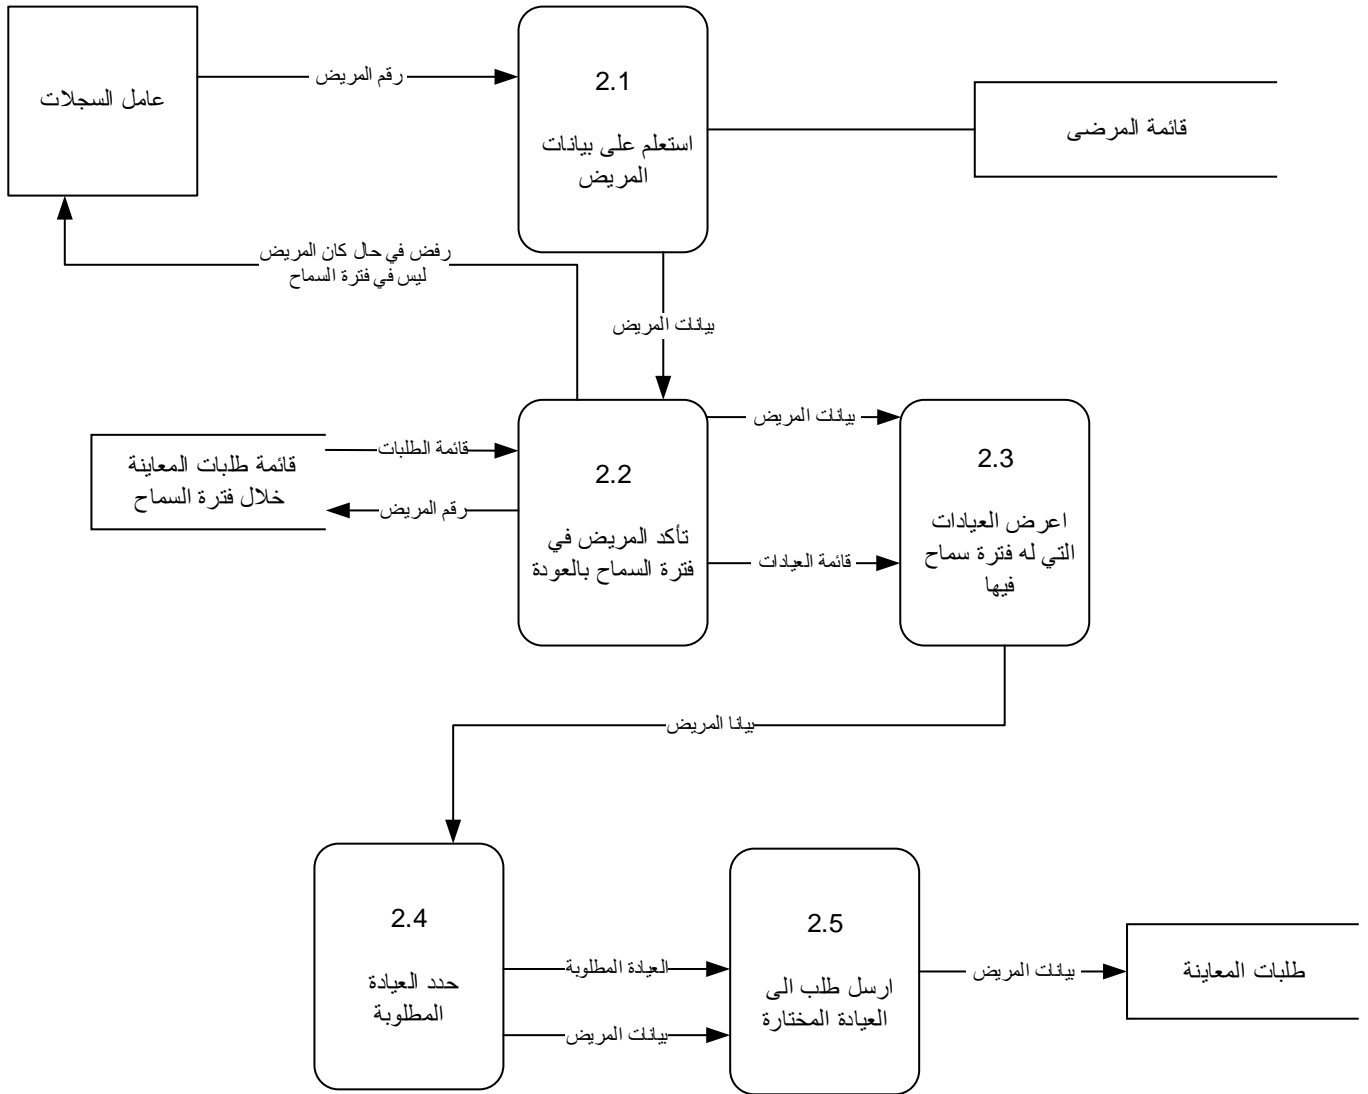 عامل السجلات
رقم المريض
2.1
استعلم على بيانات
المريض
قائمة المرضى
رفض في حال كان المريض
ليس في فترة السماح
بيانات المريض
قائمة طلبات المعاينة
خلال فترة السماح
قائمة الطلبات
رقم المريض
2.2
تأكد المريض في
فترة السماح بالعودة
بيانات المريض
قائمة العيادات
2.3
اعرض العيادات
التي له فترة سماح
فيها
بيانا المريض
2.4
حدد العيادة
المطلوبة
العيادة المطلوبة
بيانات المريض
2.5
ارسل طلب الى
العيادة المختارة
بيانات المريض
طلبات المعاينة